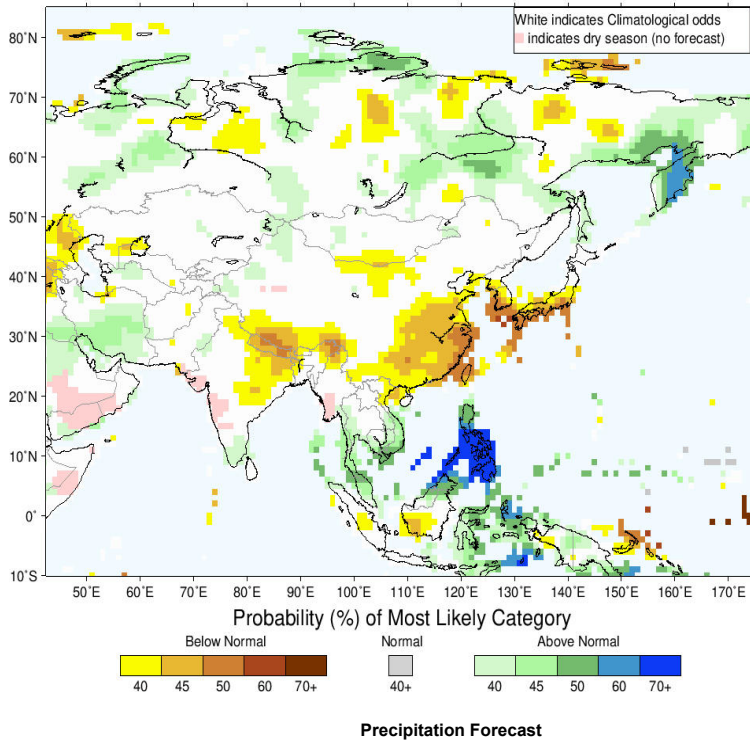 White indicates Climatological odds
indicates dry season (no forecast)
80˚N
70˚N
60˚N
50˚N
40˚N
30˚N
20˚N
10˚N
0˚
10˚S
50˚E 60˚E 70˚E 80˚E 90˚E 100˚E 110˚E 120˚E 130˚E 140˚E 150˚E 160˚E 170˚E
Probability (%) of Most Likely Category
Below Normal Normal Above Normal
40 45 50 60 70+ 40+ 40 45 50 60 70+
Precipitation Forecast